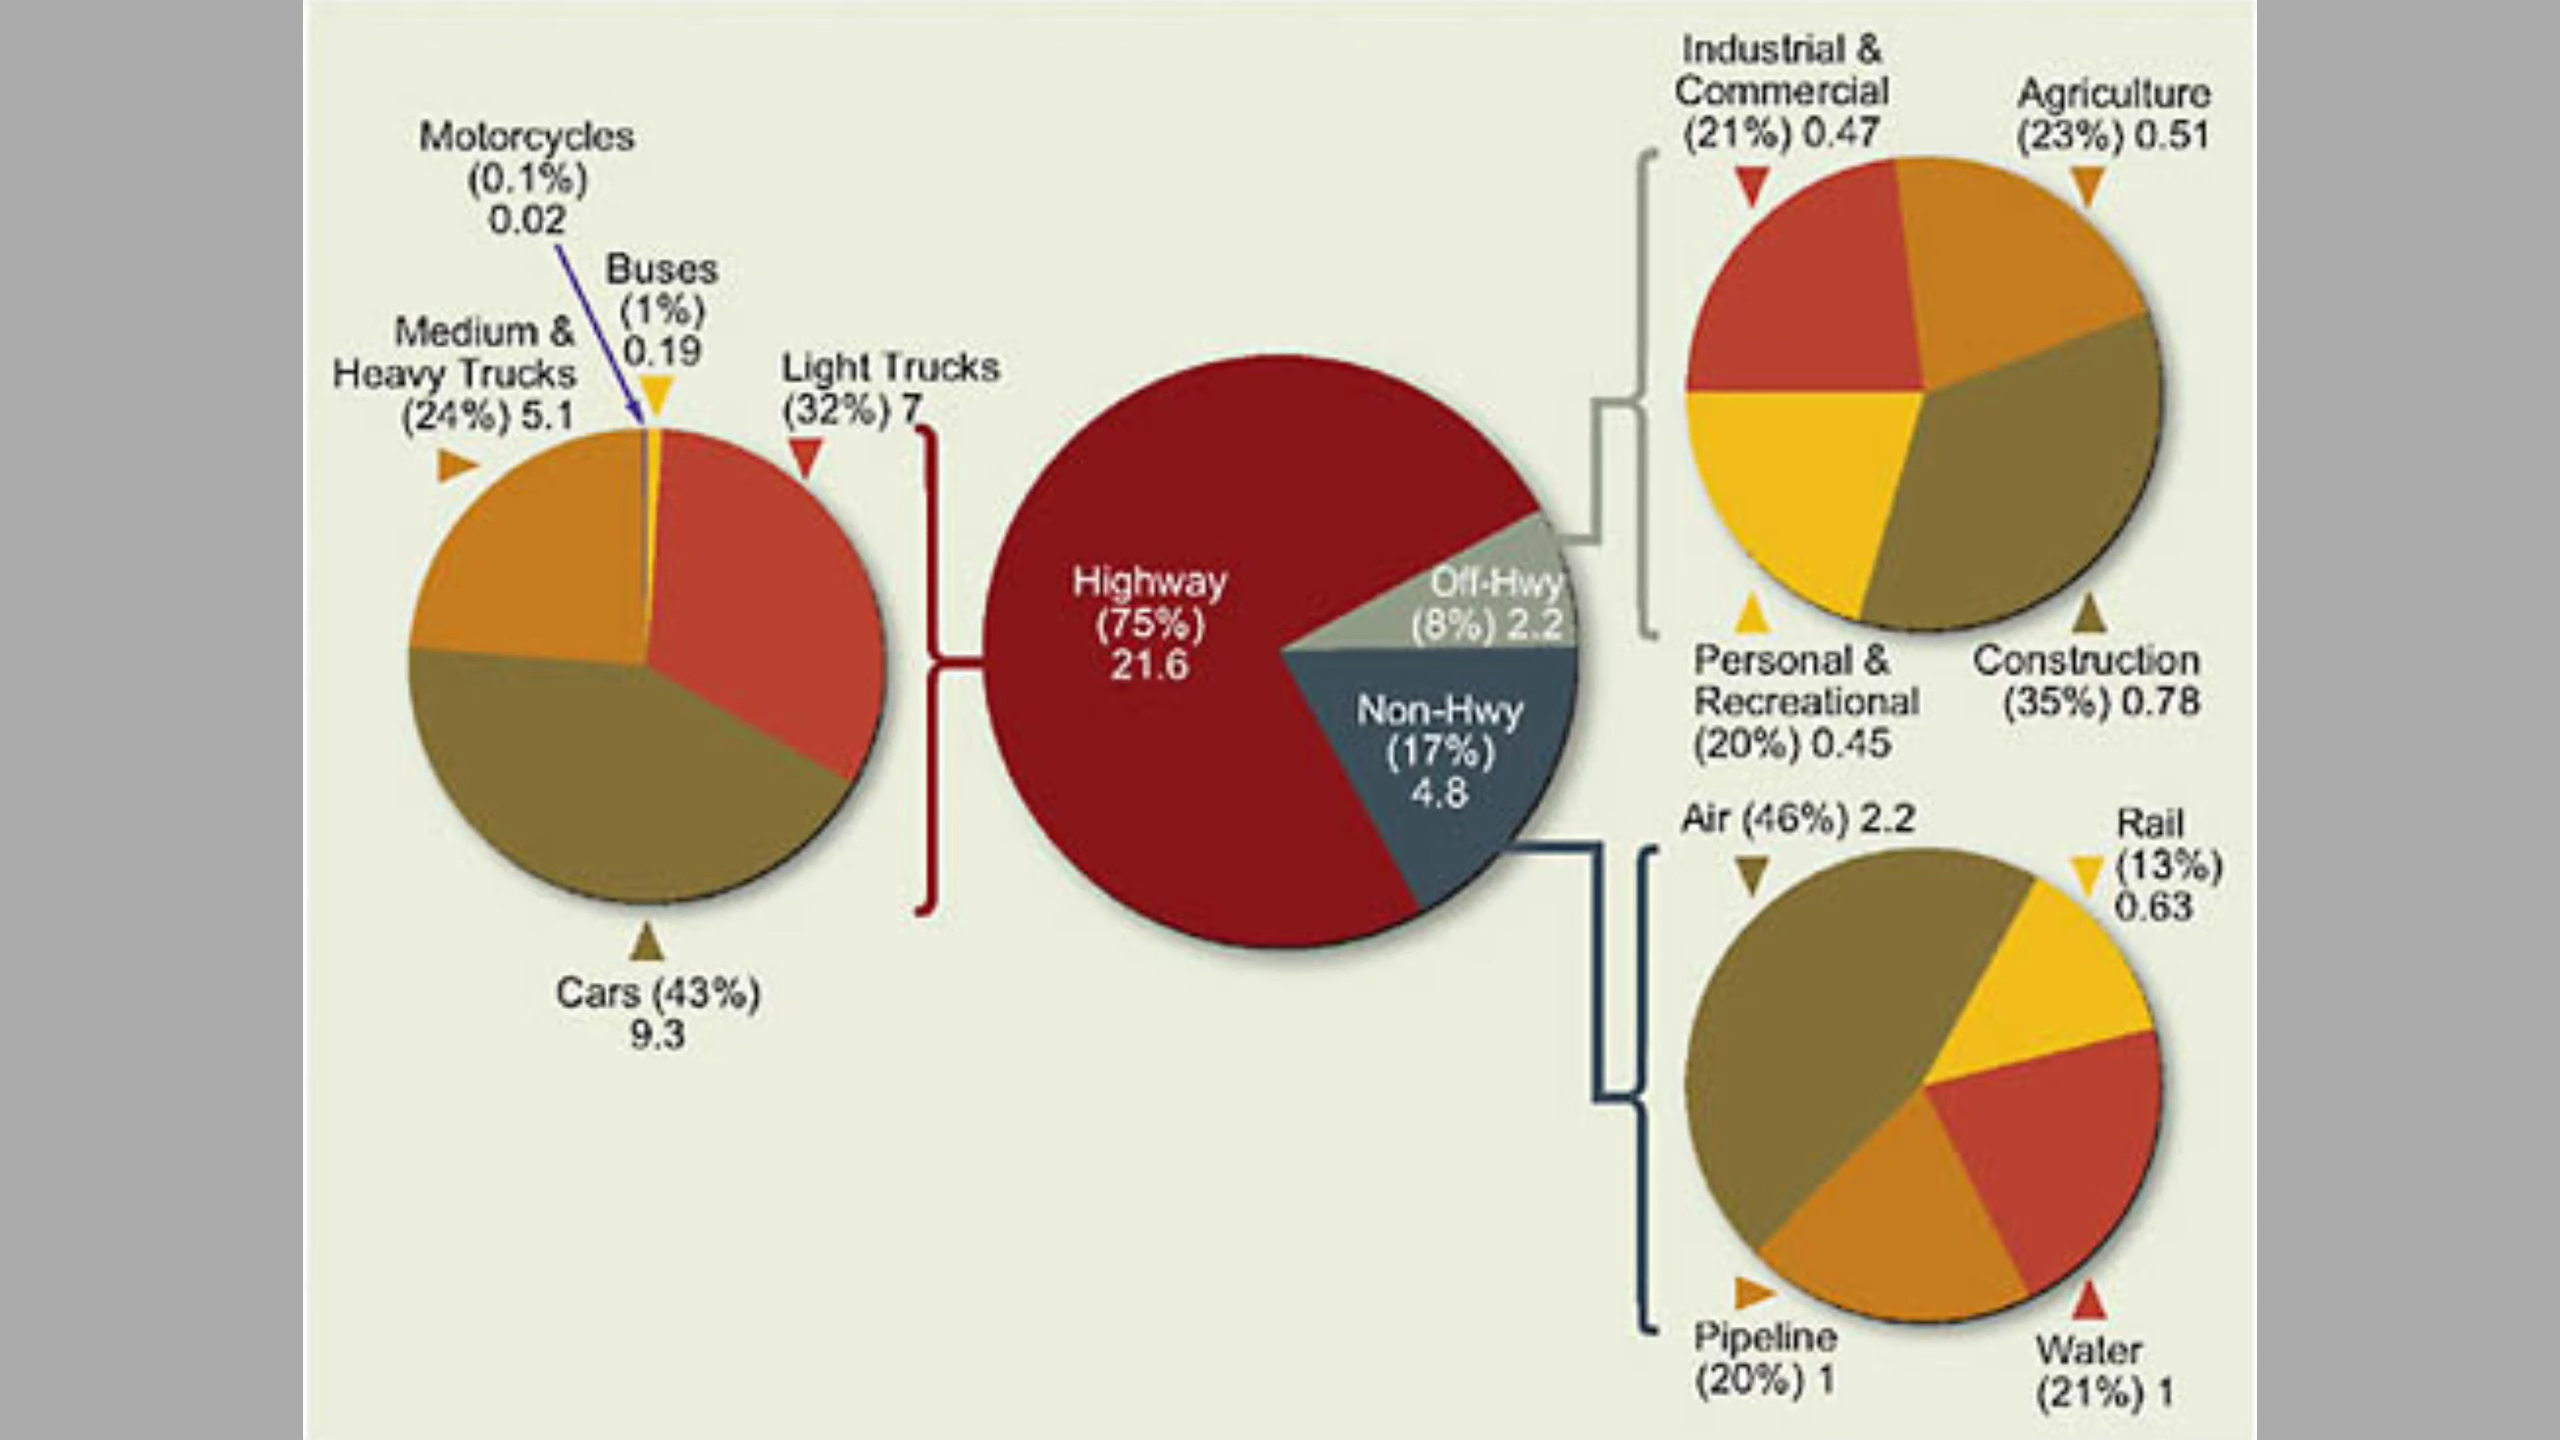 Motorcycles
(0.1%)
0.02
Buses
(1%)
0.19
Medium &
Heavy Trucks
(24%) 5.1
Light Trucks
(32%) 7
Cars (43%)
9.3
Highway
(75%)
21.6
Off-Hwy
(8%) 2.2
Non-Hwy
(17%)
4.8
Industrial &
Commercial
(21%) 0.47
Agriculture
(23%) 0.51
Personal &
Recreational
(20%) 0.45
Construction
(35%) 0.78
Air (46%) 2.2
Rail
(13%)
0.63
Pipeline
(20%) 1
Water
(21%) 1